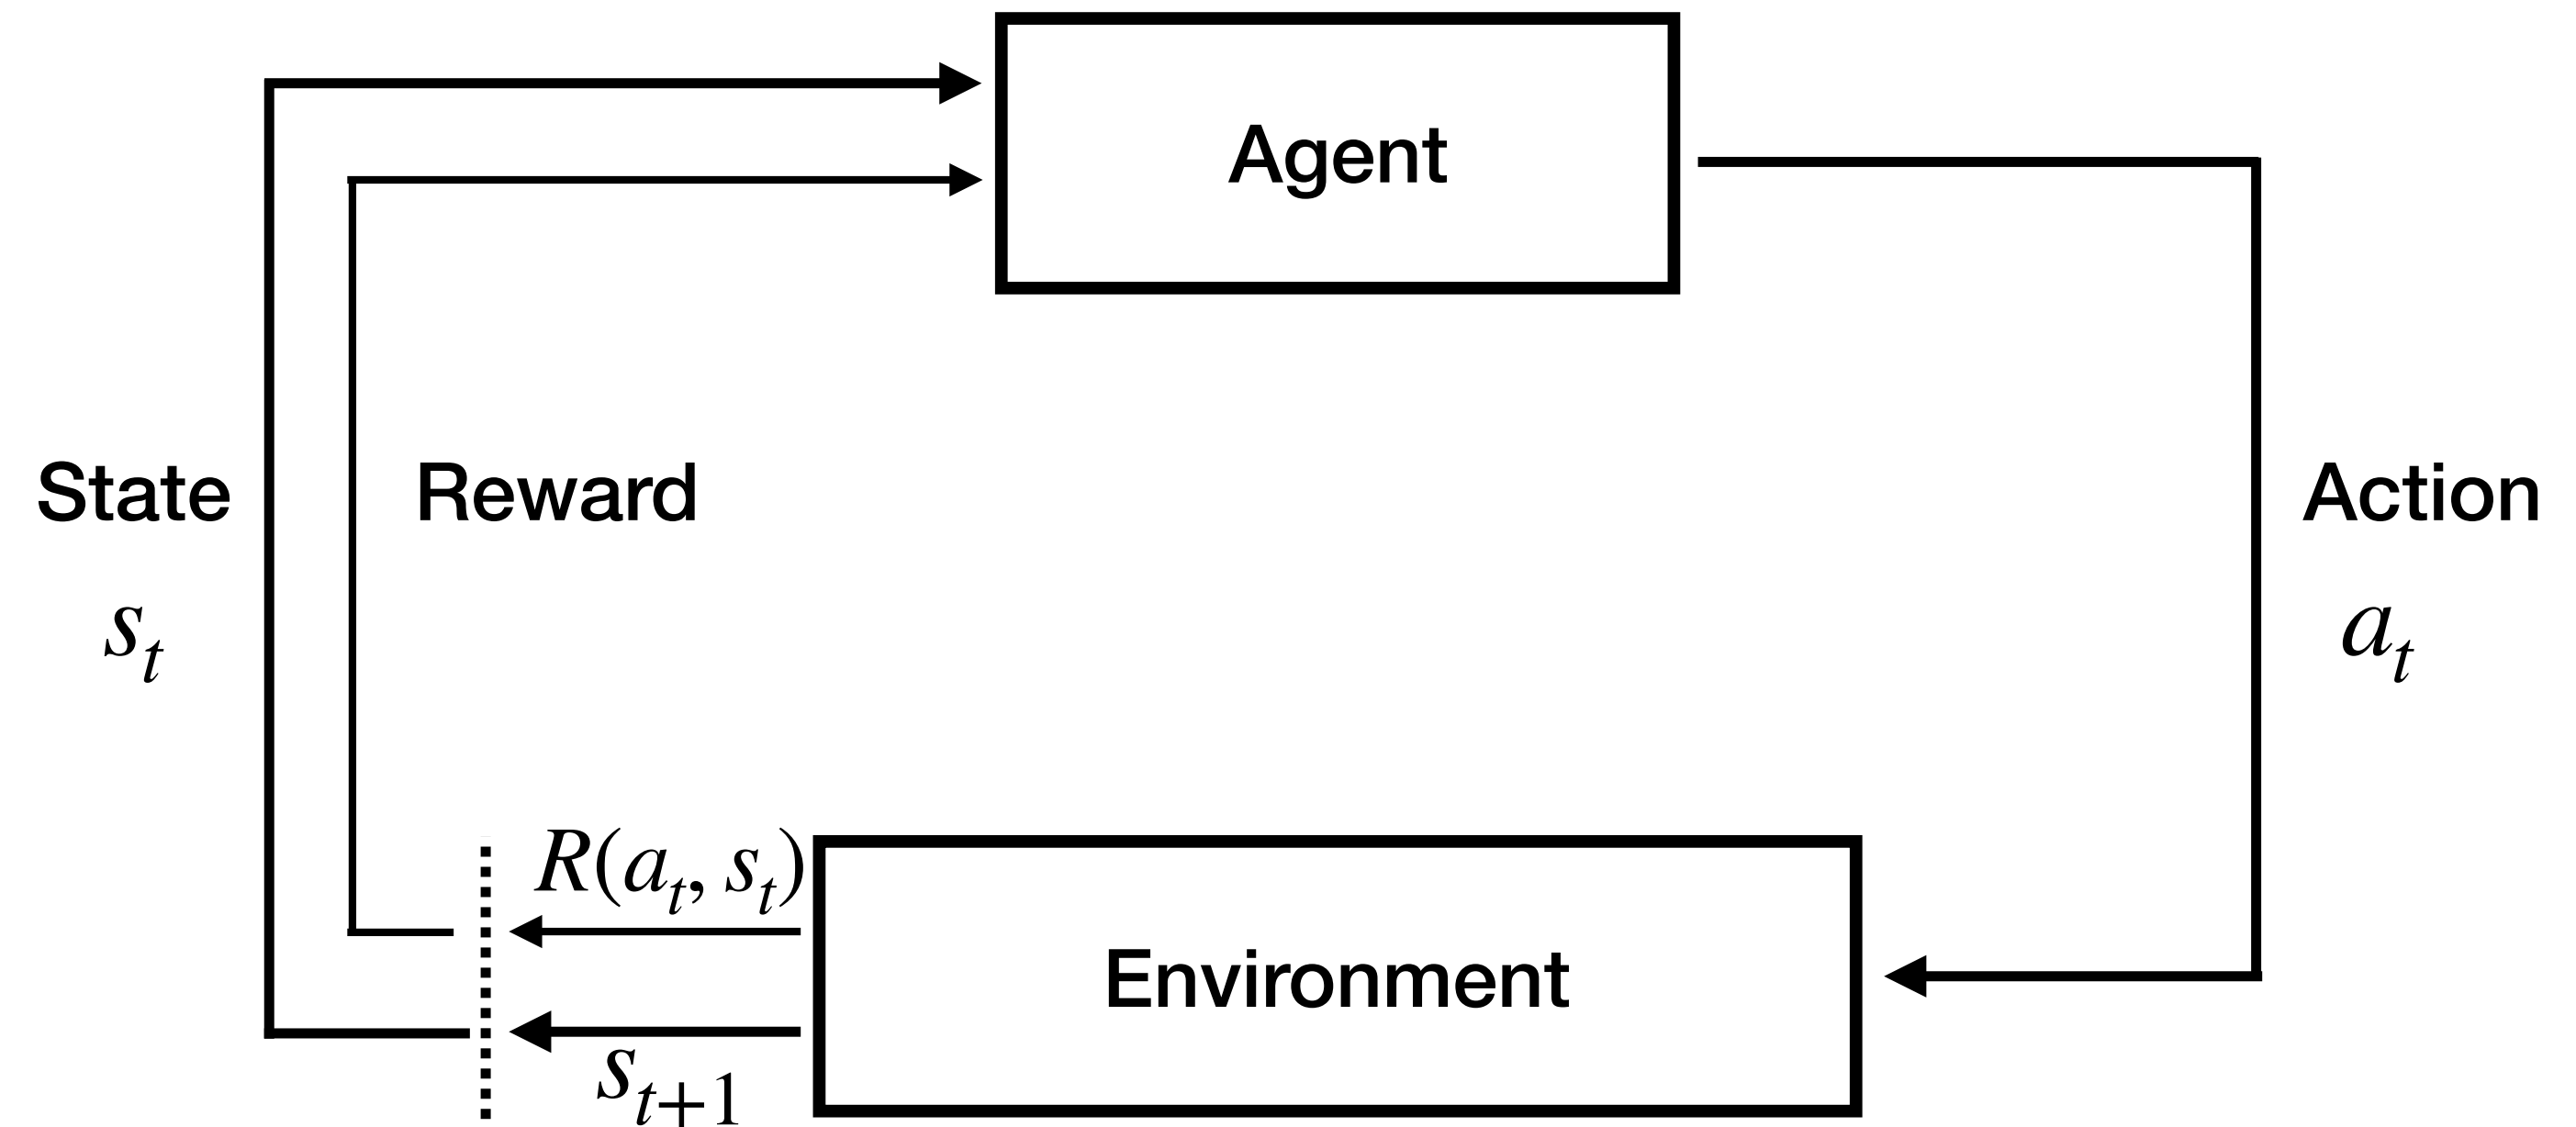 Agent
State
Reward
Action
s_t
a_t
R(a_t, s_t)
Environment
s_{t+1}